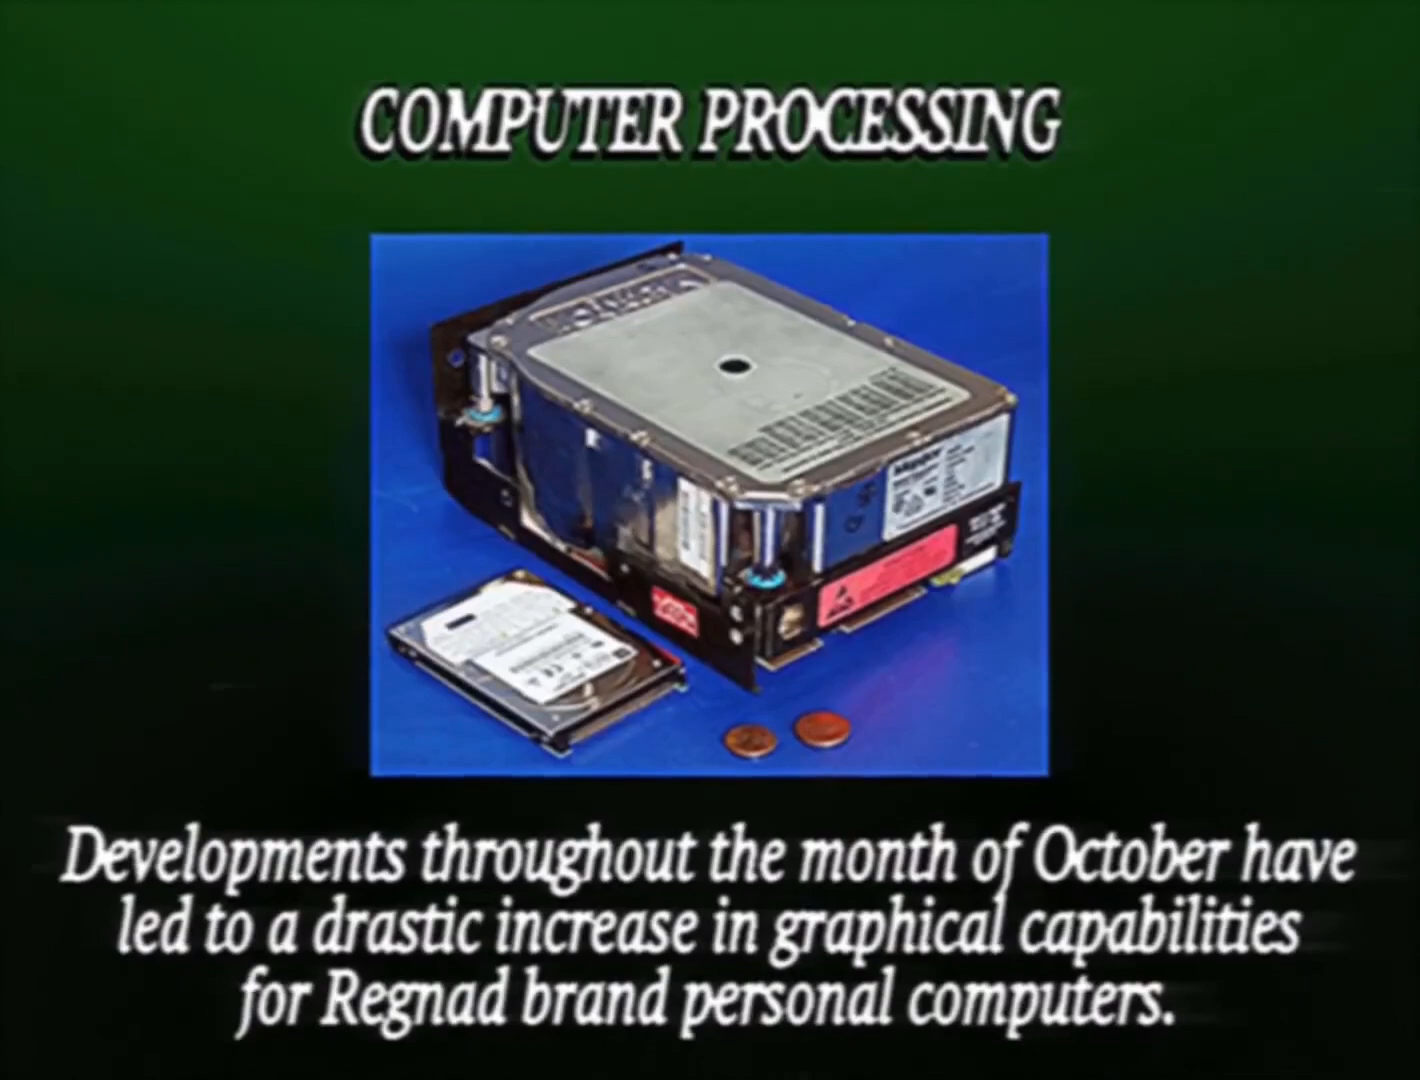 COMPUTER PROCESSING
Developments throughout the month of October have
led to a drastic increase in graphical capabilities
for Regnad brand personal computers.